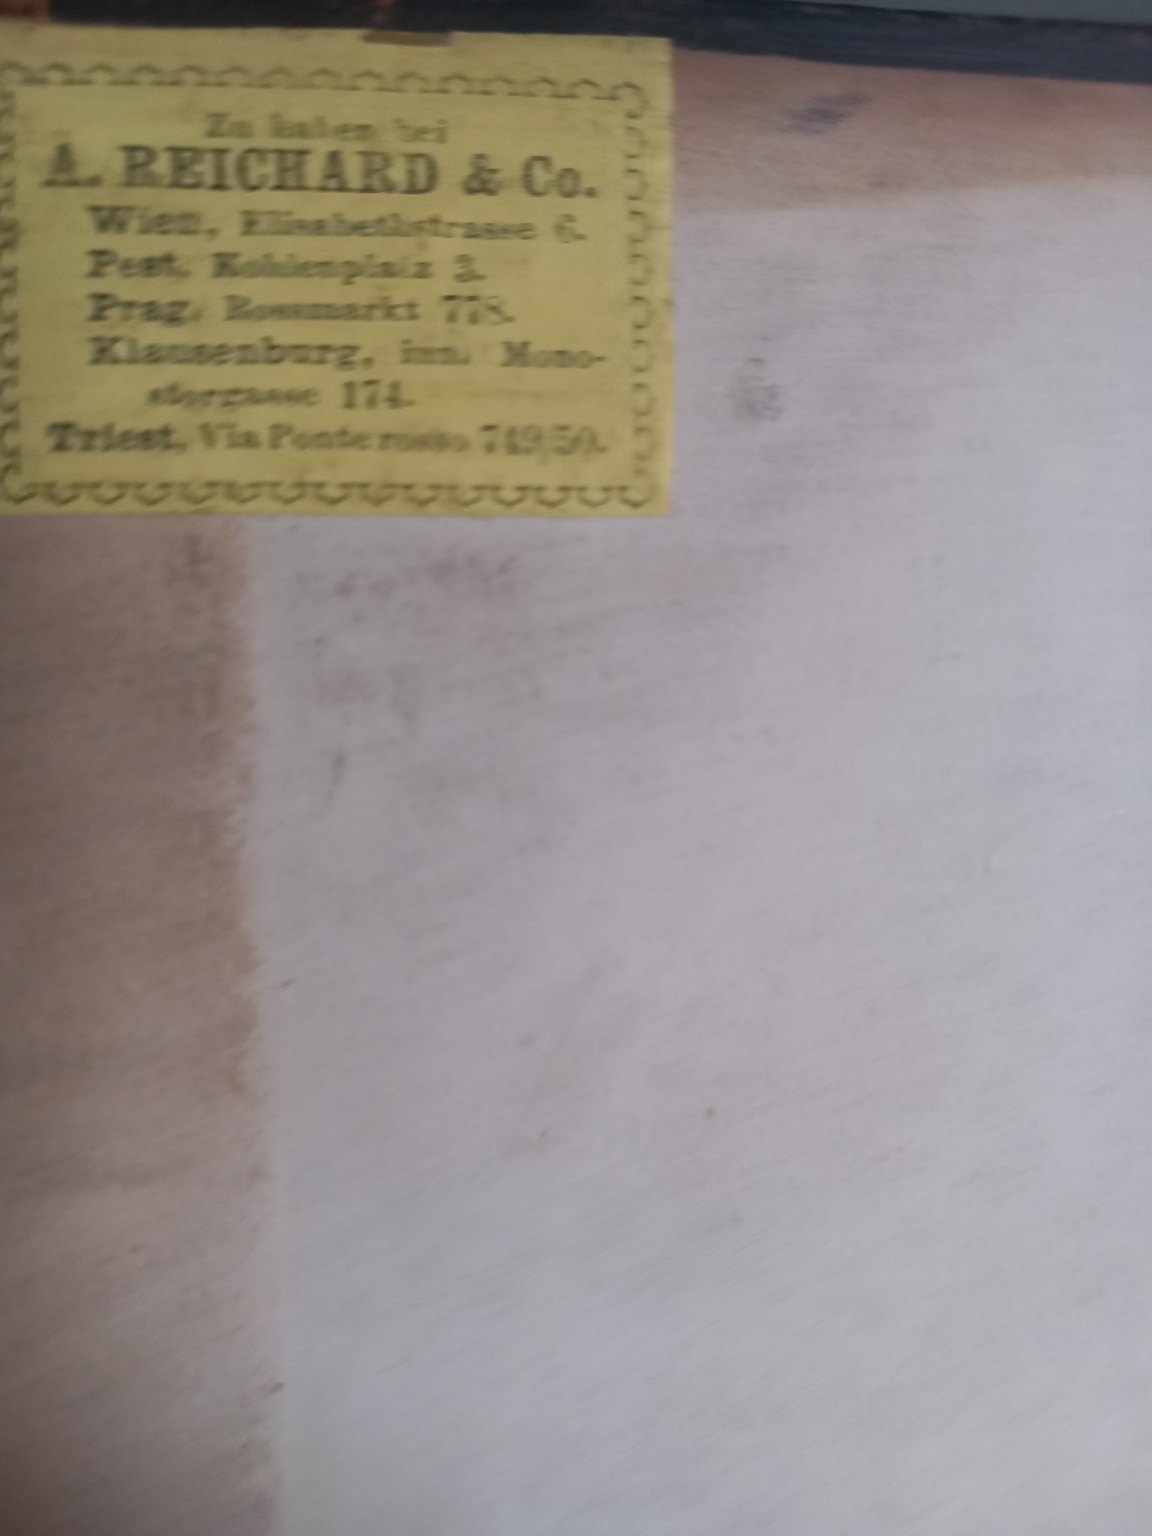 Zu haben bei
A. REICHARD & Co.
Wien, Elisabethstrasse 6.
Pest, Kohlenplatz 3.
Prag, Rossmarkt 778.
Klausenburg, inn. Mono-
storgasse 174.
Triest, Via Ponte rosso 749/50.